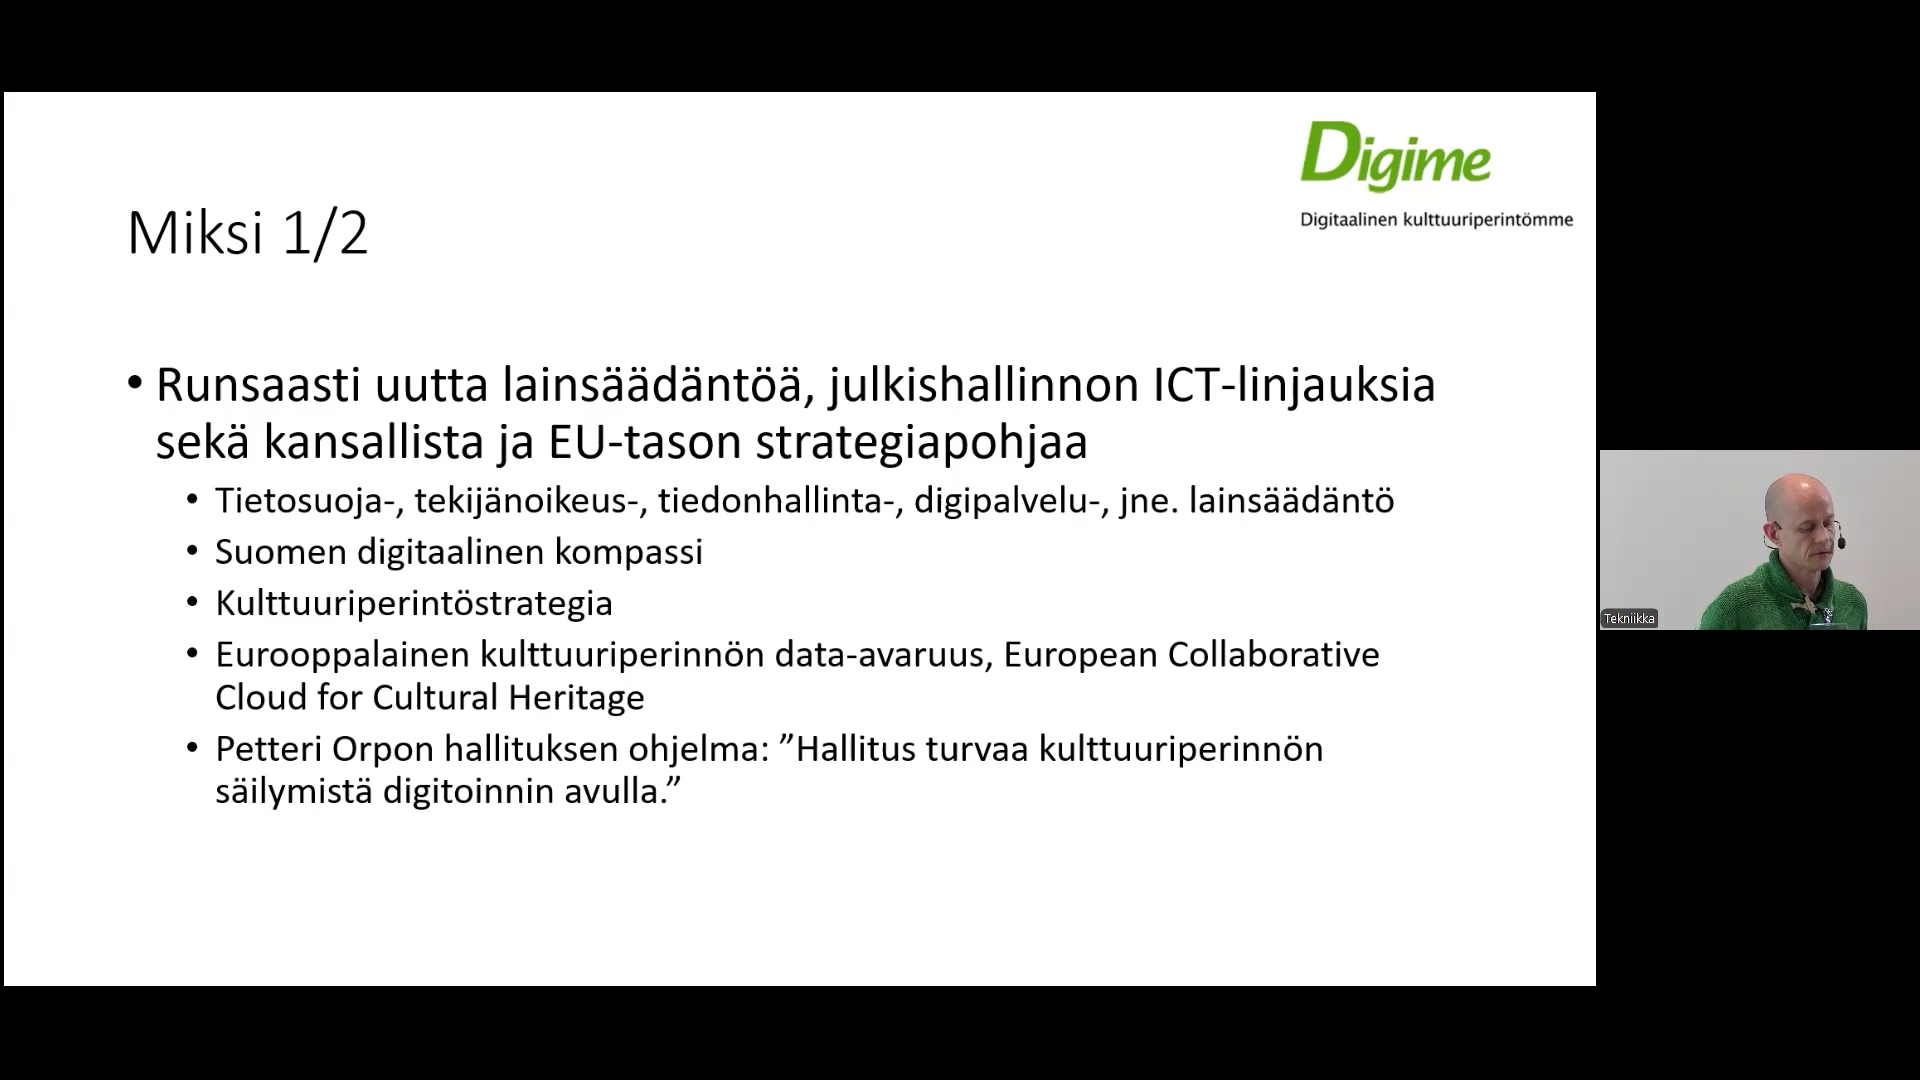 Digime
Digitaalinen kulttuuriperintömme
Miksi 1/2
• Runsaasti uutta lainsäädäntöä, julkishallinnon ICT-linjauksia
sekä kansallista ja EU-tason strategiapohjaa
• Tietosuoja-, tekijänoikeus-, tiedonhallinta-, digipalvelu-, jne. lainsäädäntö
• Suomen digitaalinen kompassi
• Kulttuuriperintöstrategia
• Eurooppalainen kulttuuriperinnön data-avaruus, European Collaborative
Cloud for Cultural Heritage
• Petteri Orpon hallituksen ohjelma: ”Hallitus turvaa kulttuuriperinnön
säilymistä digitoinnin avulla.”
Tekniikka